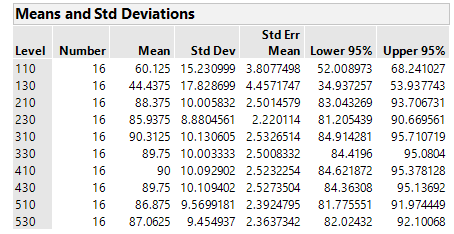 Means and Std Deviations
Std Err
Level Number Mean Std Dev Mean Lower 95% Upper 95%
110 16 60.125 15.230999 3.8077498 52.008973 68.241027
130 16 44.4375 17.828699 4.4571747 34.937257 53.937743
210 16 88.375 10.005832 2.5014579 83.043269 93.706731
230 16 85.9375 8.8804561 2.220114 81.205439 90.669561
310 16 90.3125 10.130605 2.5326514 84.914281 95.710719
330 16 89.75 10.003333 2.5008332 84.4196 95.0804
410 16 90 10.092902 2.5232254 84.621872 95.378128
430 16 89.75 10.109402 2.5273504 84.36308 95.13692
510 16 86.875 9.5699181 2.3924795 81.775551 91.974449
530 16 87.0625 9.454937 2.3637342 82.02432 92.10068